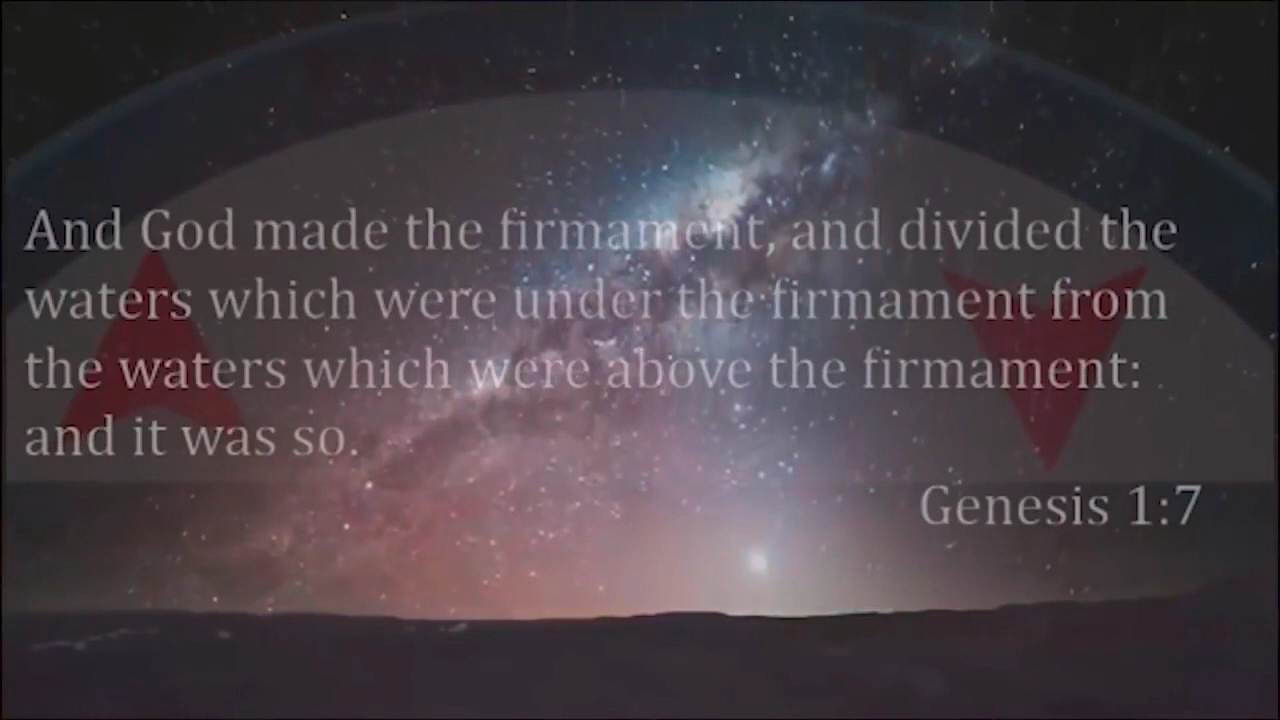 And God made the firmament, and divided the
waters which were under the firmament from
the waters which were above the firmament:
and it was so.
Genesis 1:7